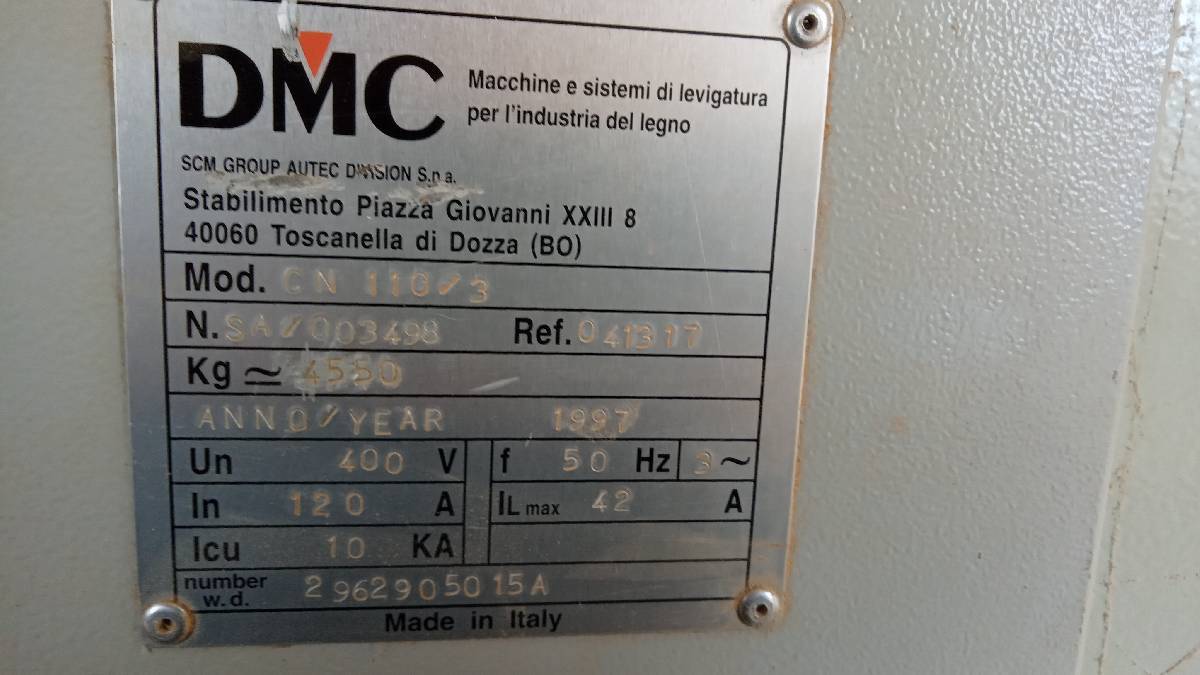 DMC
Macchine e sistemi di levigatura
per l'industria del legno
SCM GROUP AUTEC DIVISION S.p.a.
Stabilimento Piazza Giovanni XXIII 8
40060 Toscanella di Dozza (BO)
Mod. CN 110/3
N. SA/003498 Ref. 041317
Kg ≃ 4550
ANNO/YEAR 1997
Un 400 V f 50 Hz 3~
In 120 A IL max 42 A
Icu 10 KA
number w.d. 2962905015A
Made in Italy